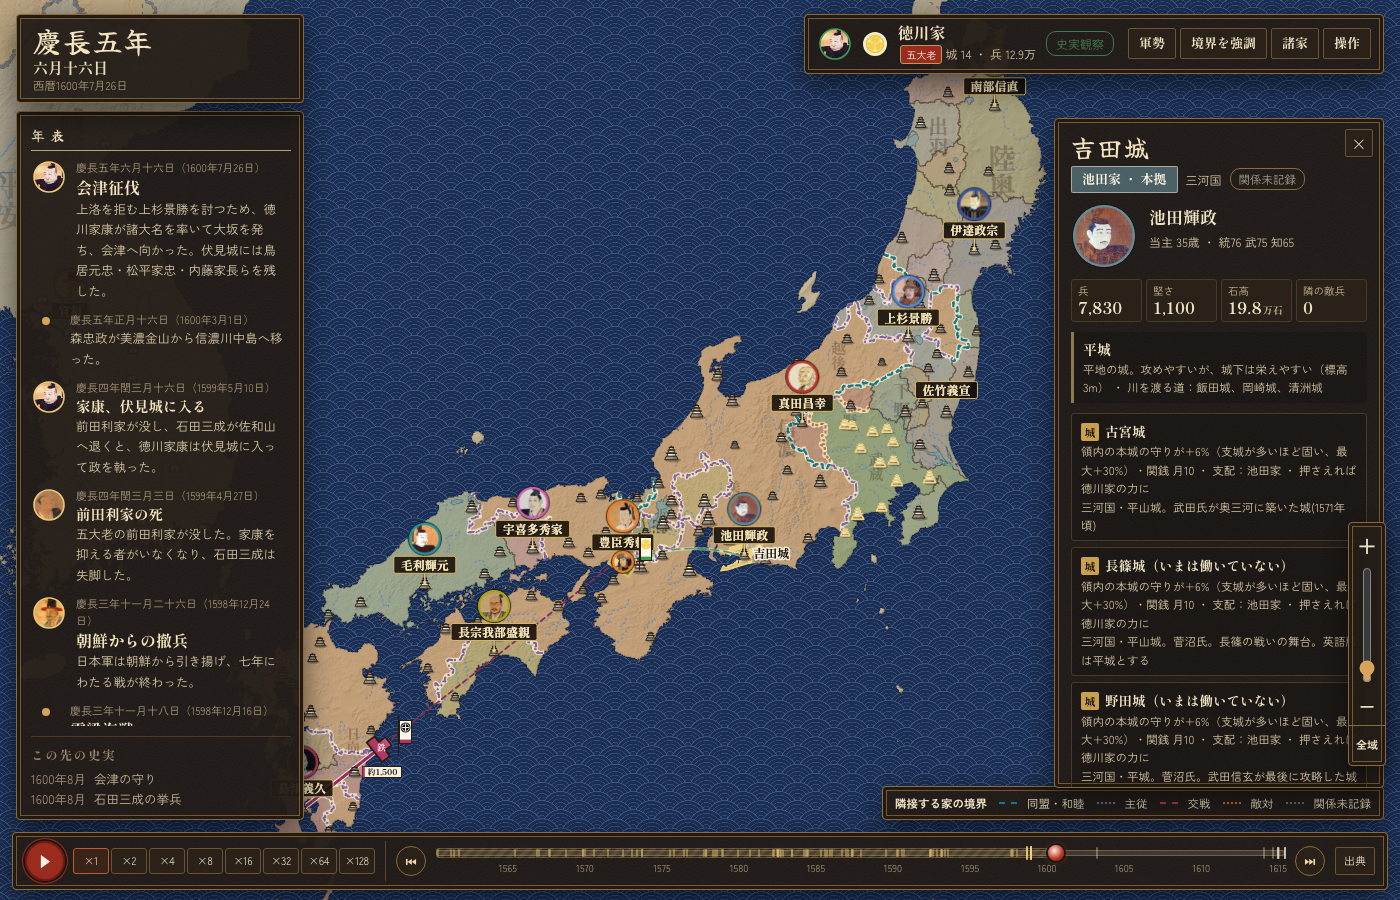 慶長五年
六月十六日
西暦1600年7月26日
年表
慶長五年六月十六日（1600年7月26日）
会津征伐
上洛を拒む上杉景勝を討つため、徳
川家康が諸大名を率いて大坂を発
ち、会津へ向かった。伏見城には鳥
居元忠・松平家忠・内藤家長らを残
した。
慶長五年正月十六日（1600年3月1日）
森忠政が美濃金山から信濃川中島へ移
った。
慶長四年閏三月十六日（1599年5月10日）
家康、伏見城に入る
前田利家が没し、石田三成が佐和山
へ退くと、徳川家康は伏見城に入っ
て政を執った。
慶長四年閏三月三日（1599年4月27日）
前田利家の死
五大老の前田利家が没した。家康を
抑える者がいなくなり、石田三成は
失脚した。
慶長三年十一月二十六日（1598年12月24
日）
朝鮮からの撤兵
日本軍は朝鮮から引き揚げ、七年に
わたる戦が終わった。
慶長三年十一月十八日（1598年12月16日）
この先の史実
1600年8月 会津の守り
1600年8月 石田三成の挙兵
徳川家
五大老 城 14 ・ 兵 12.9万
史実観察
軍勢
境界を強調
諸家
操作
南部信直
出羽
陸奥
伊達政宗
上杉景勝
越後
佐竹義宣
真田昌幸
武蔵
宇喜多秀家
豊臣秀
池田輝政
吉田城
毛利輝元
長宗我部盛親
日
鉄
約1,500
義久
吉田城
池田家 ・ 本拠
三河国
関係未記録
池田輝政
当主 35歳 ・ 統76 武75 知65
兵
7,830
堅さ
1,100
石高
19.8万石
隣の敵兵
0
平城
平地の城。攻めやすいが、城下は栄えやすい（標高
3m） ・ 川を渡る道：飯田城、岡崎城、清洲城
城 古宮城
領内の本城の守りが+6%（支城が多いほど固い、最
大+30%）・関銭 月10 ・ 支配：池田家 ・ 押さえれば
徳川家の力に
三河国・平山城。武田氏が奥三河に築いた城(1571年
頃)
城 長篠城（いまは働いていない）
領内の本城の守りが+6%（支城が多いほど固い、最
大+30%）・関銭 月10 ・ 支配：池田家 ・ 押さえれ
徳川家の力に
三河国・平山城。菅沼氏。長篠の戦いの舞台。英語
は平城とする
城 野田城（いまは働いていない）
領内の本城の守りが+6%（支城が多いほど固い、最
大+30%）・関銭 月10 ・ 支配：池田家 ・ 押さえれ
徳川家の力に
三河国・平城。菅沼氏。武田信玄が最後に攻略した城
全域
隣接する家の境界
同盟・和睦
主従
交戦
敵対
関係未記録
×1
×2
×4
×8
×16
×32
×64
×128
1565
1570
1575
1580
1585
1590
1595
1600
1605
1610
1615
出典